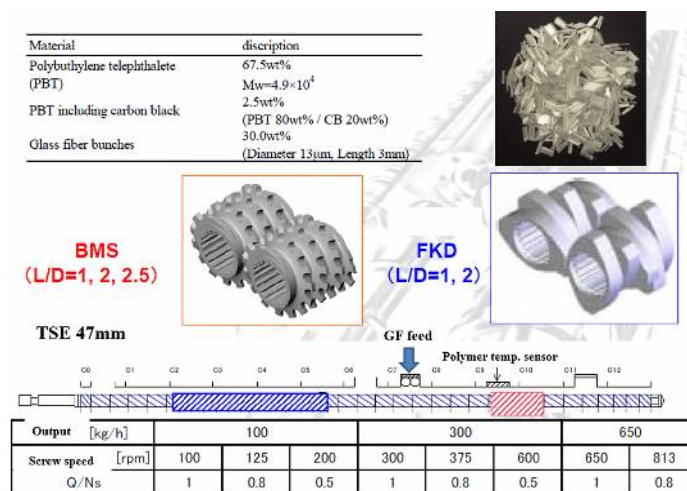 Material discription
Polybuthylene telephthalete 67.5wt%
(PBT) Mw=4.9×10⁴
PBT including carbon black 2.5wt%
(PBT 80wt% / CB 20wt%)
Glass fiber bunches 30.0wt%
(Diameter 13μm, Length 3mm)
BMS FKD
(L/D=1, 2, 2.5) (L/D=1, 2)
TSE 47mm
GF feed
Polymer temp. sensor
C0 C1 C2 C3 C4 C5 C6 C7 C8 C9 C10 C11 C12
Output [kg/h] 100 300 650
Screw speed [rpm] 100 125 200 300 375 600 650 813
Q/Ns 1 0.8 0.5 1 0.8 0.5 1 0.8